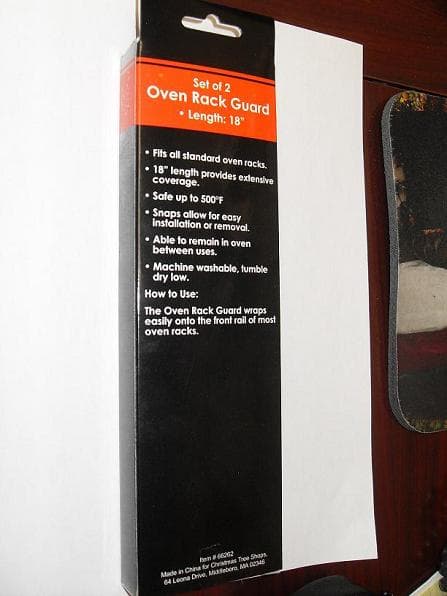 Set of 2
Oven Rack Guard
• Length: 18"
• Fits all standard oven racks.
• 18" length provides extensive
coverage.
• Safe up to 500°F
• Snaps allow for easy
installation or removal.
• Able to remain in oven
between uses.
• Machine washable, tumble
dry low.
How to Use:
The Oven Rack Guard wraps
easily onto the front rail of most
oven racks.
Item # 66262
Made in China for Christmas Tree Shops,
64 Leona Drive, Middleboro, MA 02346